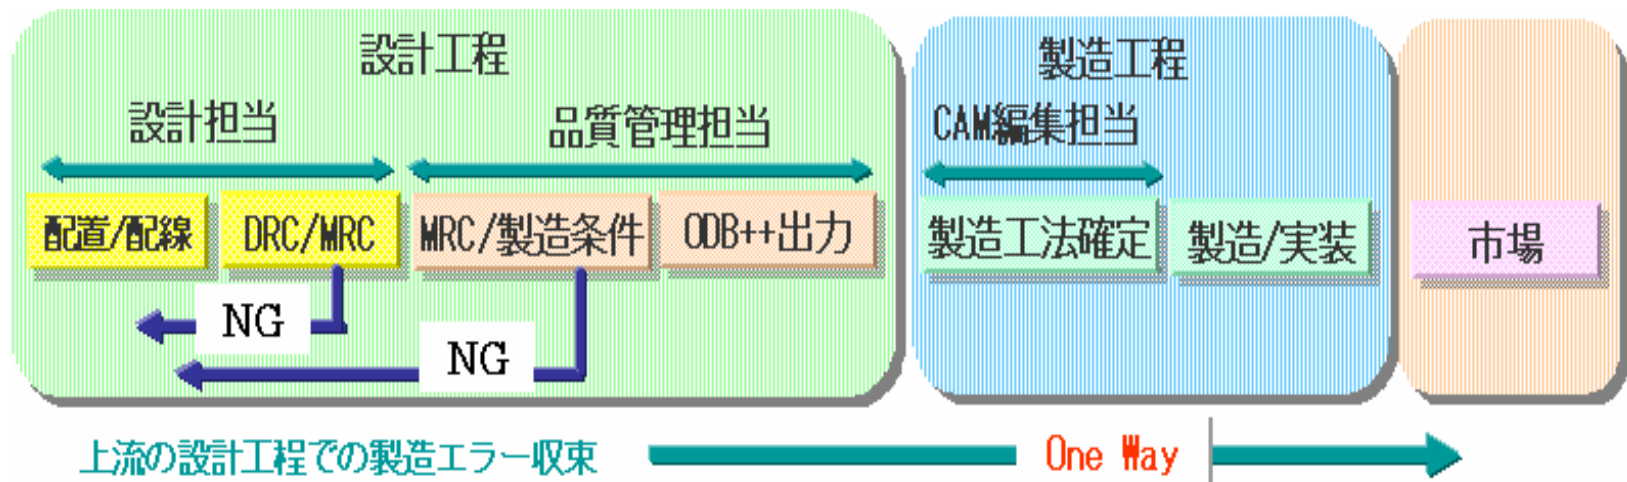 設計工程
製造工程
設計担当
品質管理担当
CAM編集担当
配置/配線
DRC/MRC
MRC/製造条件
ODB++出力
製造工法確定
製造/実装
市場
NG
NG
上流の設計工程での製造エラー収束
One Way